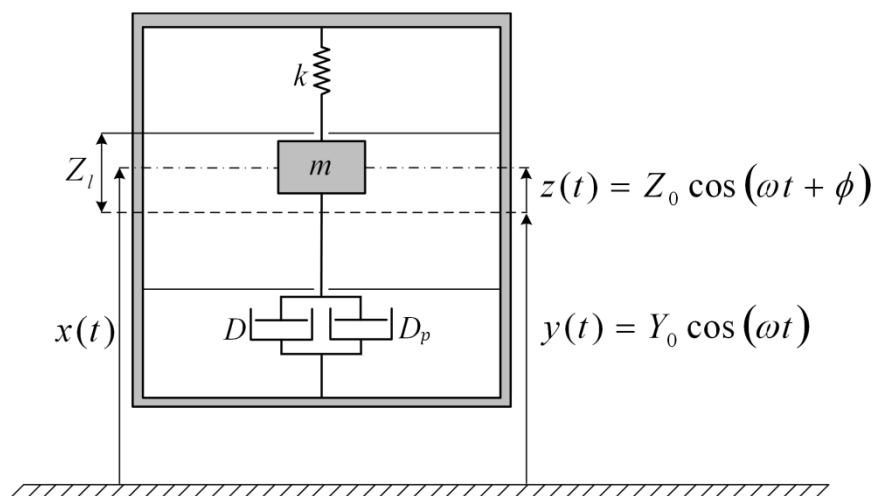 k
Z_l
m
z(t) = Z_0 cos(ωt + ϕ)
x(t)
D
D_p
y(t) = Y_0 cos(ωt)